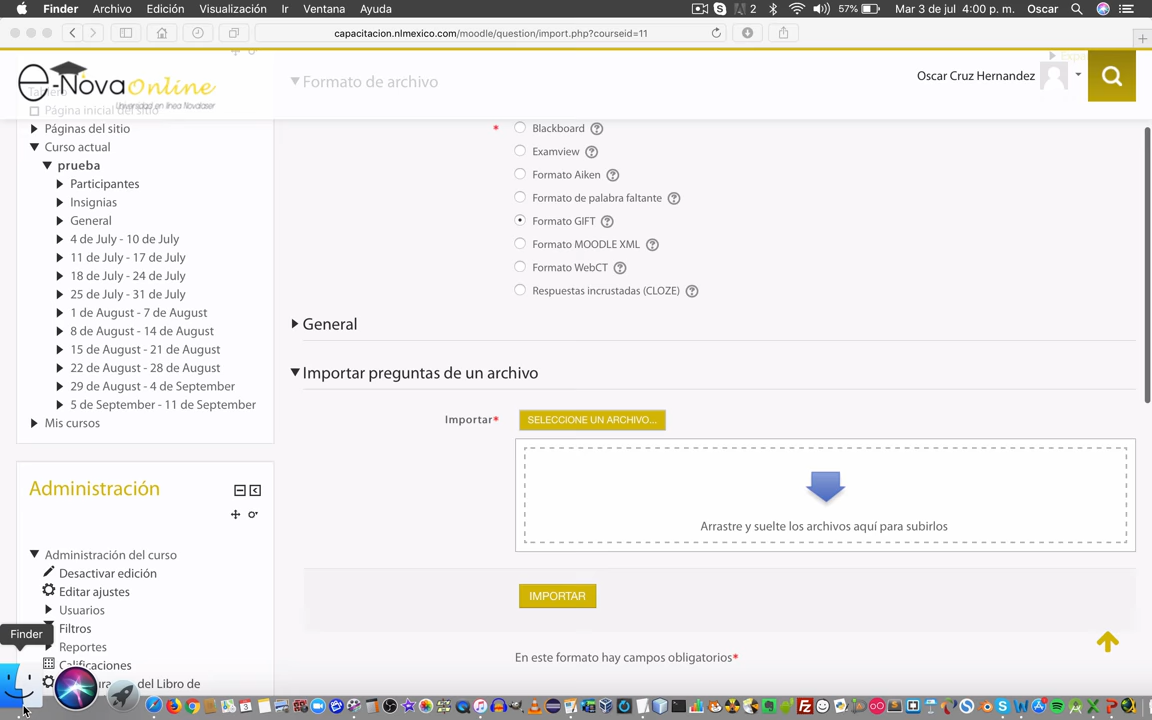 Finder Archivo Edición Visualización Ir Ventana Ayuda 2 57% Mar 3 de jul 4:00 p. m. Oscar
capacitacion.nlmexico.com/moodle/question/import.php?courseid=11
e-Nova Online
Universidad en línea Novalaser
Formato de archivo
Oscar Cruz Hernandez
Página inicial del sitio
Páginas del sitio
Curso actual
prueba
Participantes
Insignias
General
4 de July - 10 de July
11 de July - 17 de July
18 de July - 24 de July
25 de July - 31 de July
1 de August - 7 de August
8 de August - 14 de August
15 de August - 21 de August
22 de August - 28 de August
29 de August - 4 de September
5 de September - 11 de September
Mis cursos
Administración
Administración del curso
Desactivar edición
Editar ajustes
Usuarios
Filtros
Reportes
Calificaciones
del Libro de
Finder
* Blackboard
Examview
Formato Aiken
Formato de palabra faltante
Formato GIFT
Formato MOODLE XML
Formato WebCT
Respuestas incrustadas (CLOZE)
General
Importar preguntas de un archivo
Importar* SELECCIONE UN ARCHIVO...
Arrastre y suelte los archivos aquí para subirlos
IMPORTAR
En este formato hay campos obligatorios*